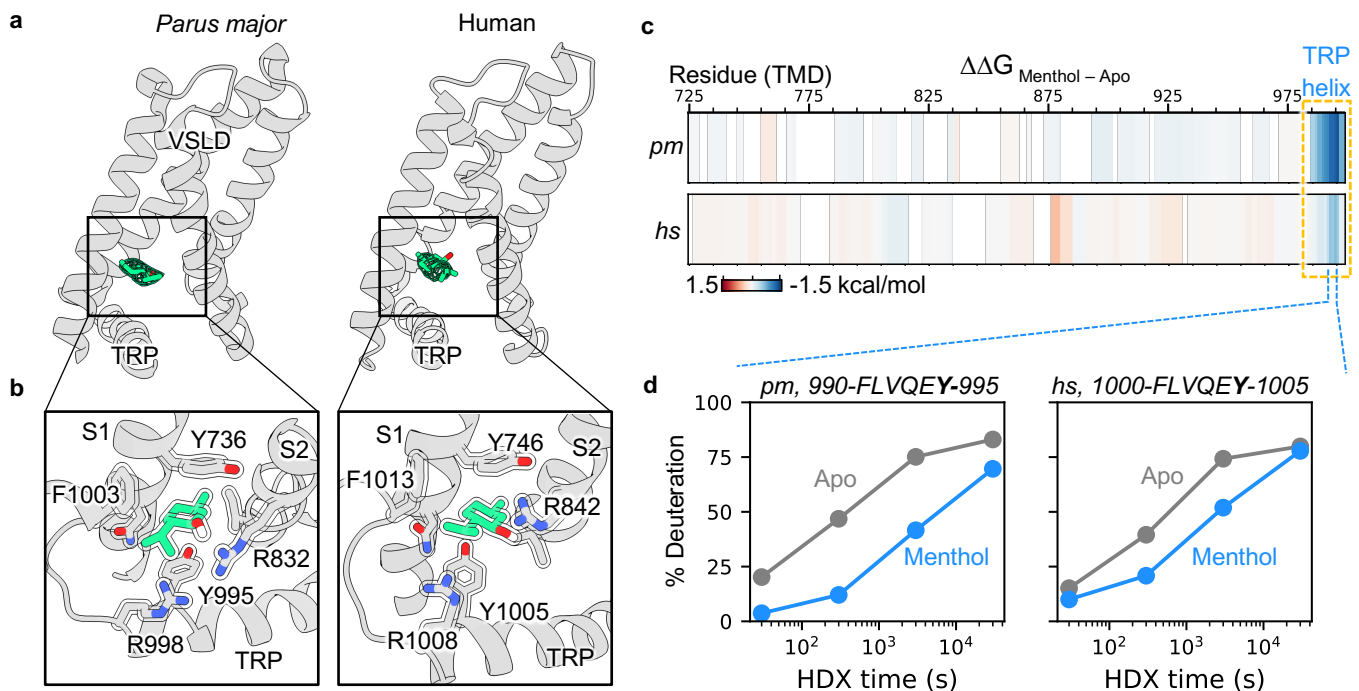 a
Parus major
Human
VSLD
TRP
TRP
b
S1
Y736
S2
F1003
R832
Y995
R998
TRP
S1
Y746
S2
F1013
R842
Y1005
R1008
TRP
c
Residue (TMD)
ΔΔG Menthol – Apo
TRP
helix
725 775 825 875 925 975
pm
hs
1.5 -1.5 kcal/mol
d
pm, 990-FLVQEY-995
hs, 1000-FLVQEY-1005
% Deuteration
100
75
50
25
0
Apo
Menthol
Apo
Menthol
10² 10³ 10⁴
10² 10³ 10⁴
HDX time (s)
HDX time (s)